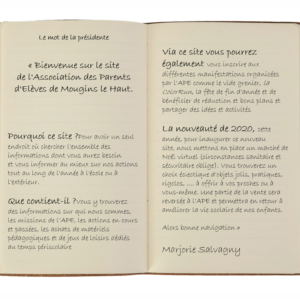 Le mot de la présidente
« Bienvenue sur le site
de l'Association des Parents
d'Elèves de Mougins le Haut.
Pourquoi ce site ? Pour avoir un seul
endroit où chercher l'ensemble des
informations dont vous aurez besoin
et vous informer au mieux sur nos actions
tout au long de l'année à l'école ou à
l'extérieur.
Que contient-il ? Vous y trouverez
des informations sur qui nous sommes,
les missions de l'APE, les actions en cours
et passées, les achats de matériels
pédagogiques et de jeux de loisirs dédiés
au temps périscolaire
Via ce site vous pourrez
également vous inscrire aux
différentes manifestations organisées
par l'APE comme le vide grenier, la
ColorRun, la fête de fin d'année et de
bénéficier de réduction et bons plans et
partager des idées et activités
La nouveauté de 2020, cette
année, pour inaugurer ce nouveau
site, nous mettons en place un marché de
Noël virtuel (circonstances sanitaires et
sécuritaire oblige). Vous trouverez un
choix éclectique d'objets jolis, pratiques,
rigolos, .... à offrir à vos proches ou à
vous-même. Une partie de la vente sera
reversée à l'APE et permettra en retour à
améliorer la vie scolaire de nos enfants.
Alors bonne navigation »
Marjorie Salvagny